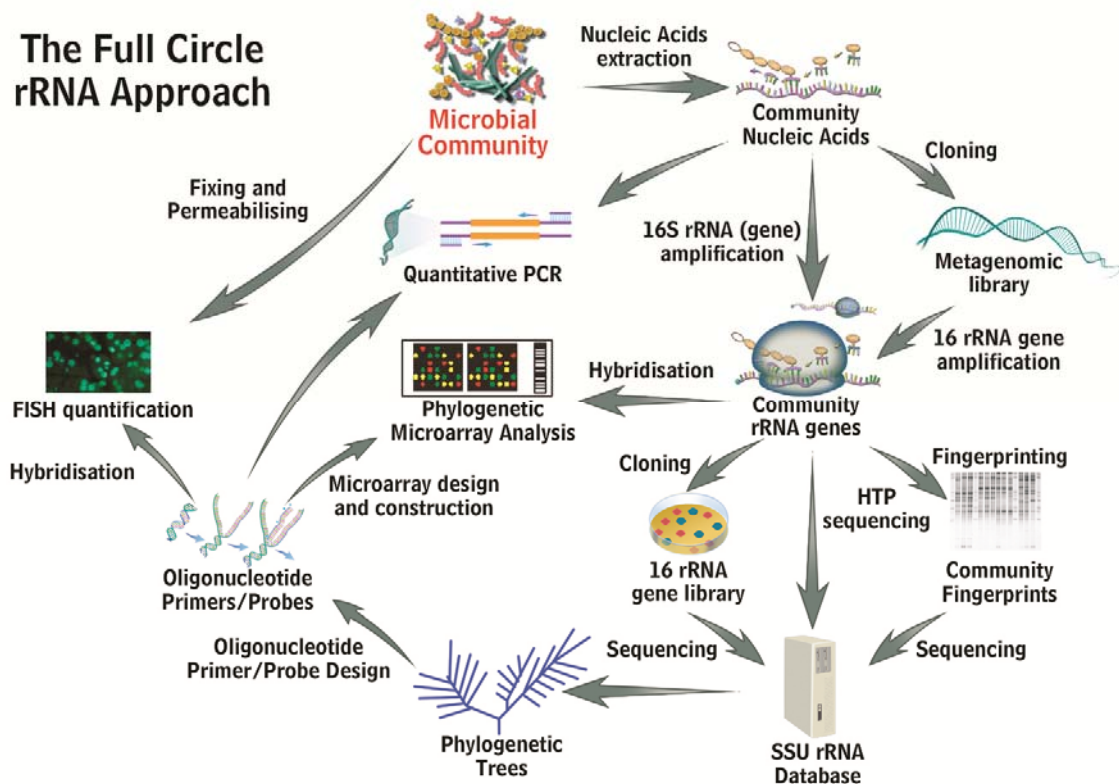 The Full Circle
rRNA Approach
Microbial
Community
Nucleic Acids
extraction
Community
Nucleic Acids
Cloning
Fixing and
Permeabilising
16S rRNA (gene)
amplification
Quantitative PCR
Metagenomic
library
16 rRNA gene
amplification
Hybridisation
FISH quantification
Phylogenetic
Microarray Analysis
Community
rRNA genes
Hybridisation
Microarray design
and construction
Cloning
HTP
sequencing
Fingerprinting
Oligonucleotide
Primers/Probes
16 rRNA
gene library
Community
Fingerprints
Oligonucleotide
Primer/Probe Design
Sequencing
Sequencing
Phylogenetic
Trees
SSU rRNA
Database